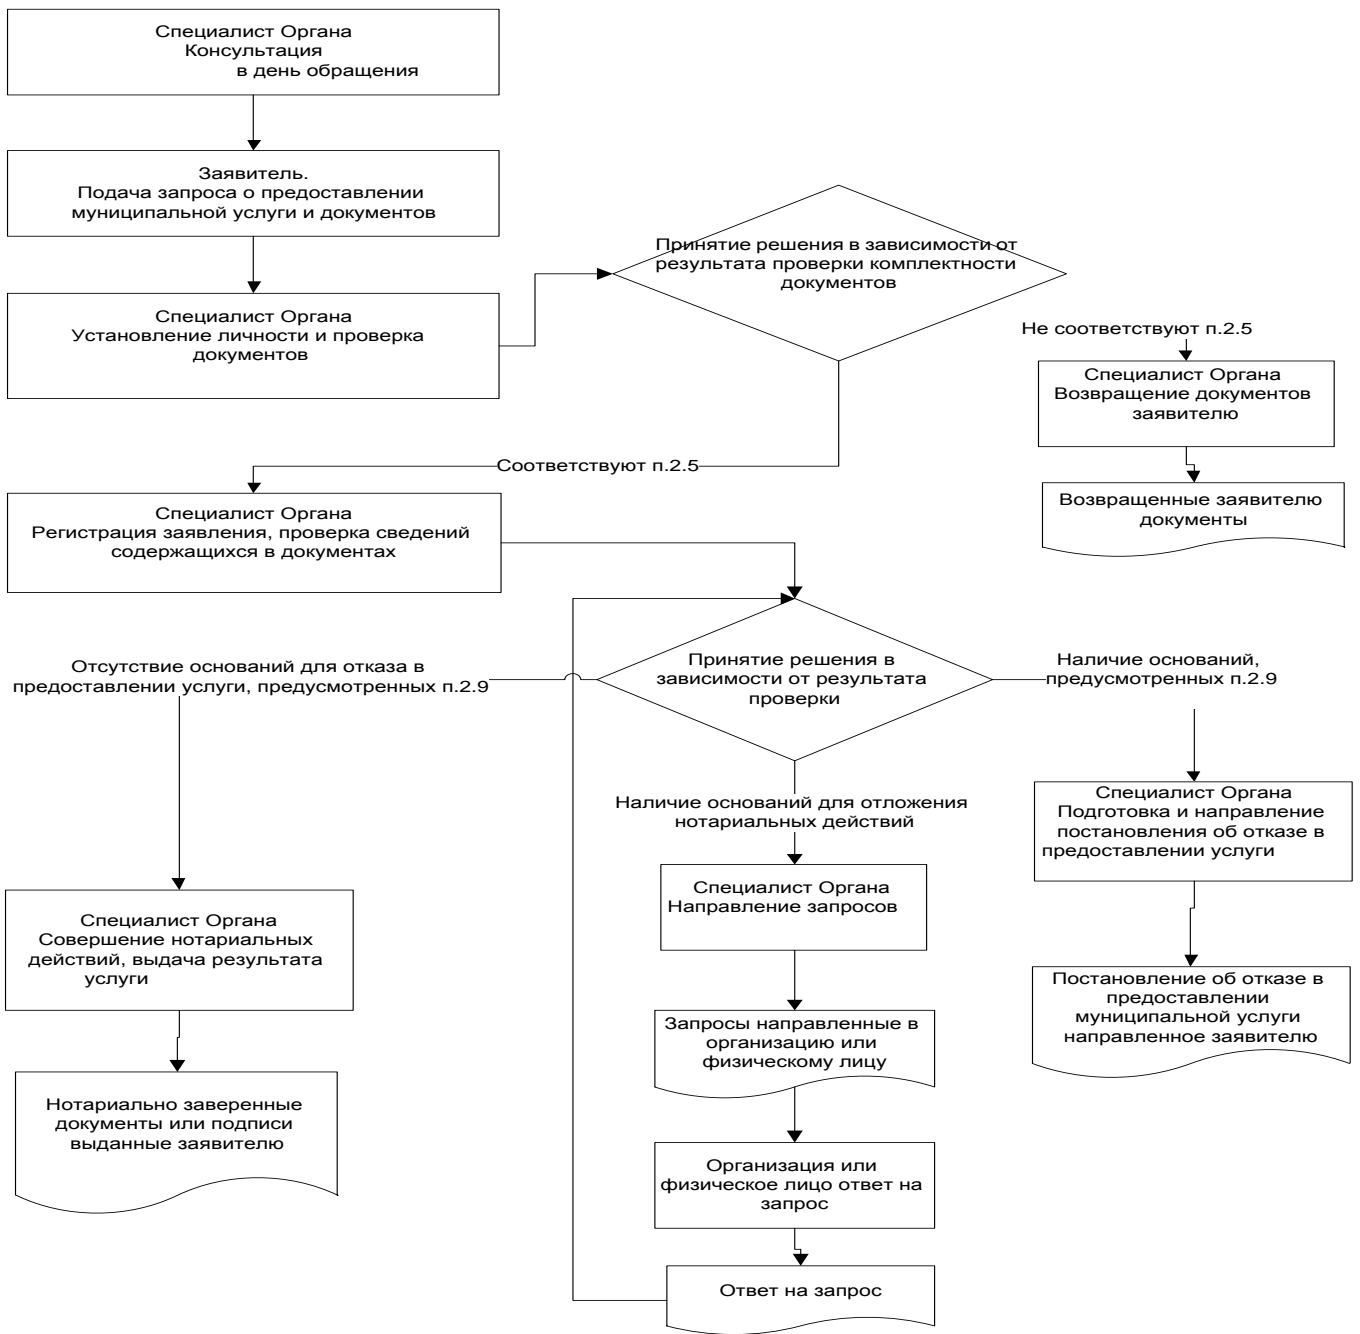 Специалист Органа
Консультация
в день обращения
Заявитель.
Подача запроса о предоставлении
муниципальной услуги и документов
Специалист Органа
Установление личности и проверка
документов
Принятие решения в зависимости от
результата проверки комплектности
документов
Не соответствуют п.2.5
Специалист Органа
Возвращение документов
заявителю
Возвращенные заявителю
документы
Соответствуют п.2.5
Специалист Органа
Регистрация заявления, проверка сведений
содержащихся в документах
Принятие решения в
зависимости от результата
проверки
Отсутствие оснований для отказа в
предоставлении услуги, предусмотренных п.2.9
Наличие оснований,
предусмотренных п.2.9
Наличие оснований для отложения
нотариальных действий
Специалист Органа
Совершение нотариальных
действий, выдача результата
услуги
Нотариально заверенные
документы или подписи
выданные заявителю
Специалист Органа
Направление запросов
Запросы направленные в
организацию или
физическому лицу
Организация или
физическое лицо ответ на
запрос
Ответ на запрос
Специалист Органа
Подготовка и направление
постановления об отказе в
предоставлении услуги
Постановление об отказе в
предоставлении
муниципальной услуги
направленное заявителю